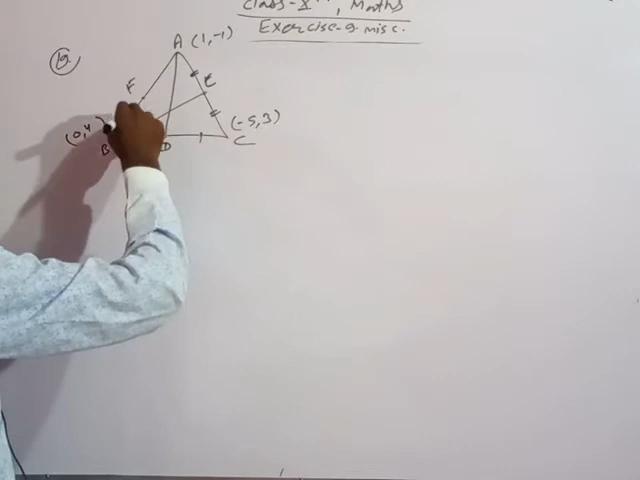 Class-X, Maths
Exercise-9 misc.
A (1,-1)
F
E
(0,4)
(-5,3)
B
D
C